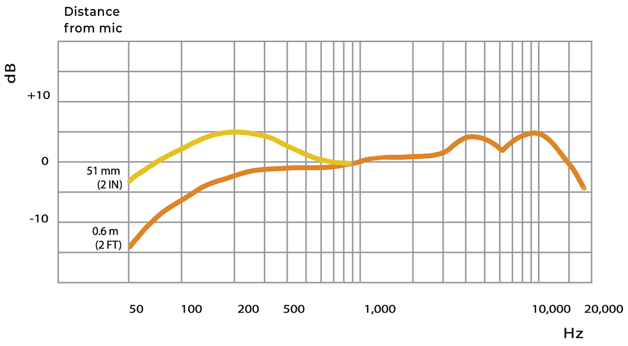 Distance
from mic
dB
+10
0
51 mm
(2 IN)
-10
0.6 m
(2 FT)
50 100 200 500 1,000 10,000 20,000
Hz